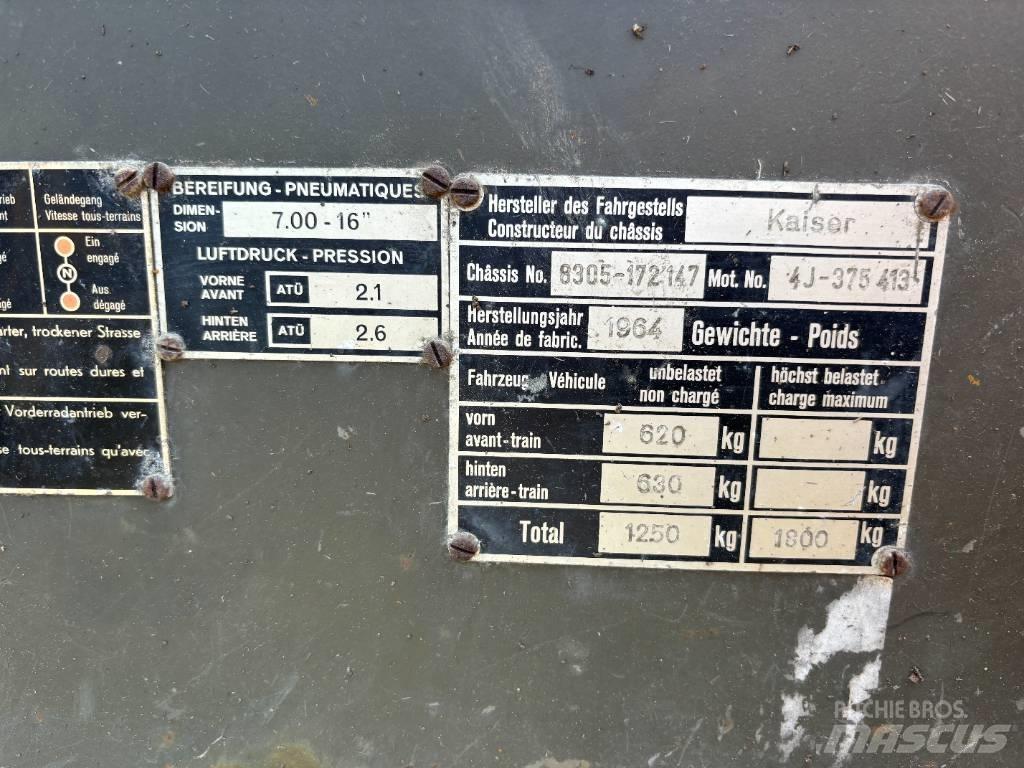 Geländegang
Vitesse tous-terrains
Ein
engagé
N
Aus
dégagé
trockener Strasse
sur routes dures et
Vorderradantrieb ver-
tous-terrains qu'avec
BEREIFUNG - PNEUMATIQUES
DIMEN-
SION 7.00 - 16"
LUFTDRUCK - PRESSION
VORNE
AVANT ATÜ 2.1
HINTEN
ARRIÈRE ATÜ 2.6
Hersteller des Fahrgestells
Constructeur du châssis Kaiser
Châssis No. 8305-172147 Mot. No. 4J-375 413
Herstellungsjahr
Année de fabric. 1964 Gewichte - Poids
Fahrzeug Véhicule
unbelastet
non chargé
höchst belastet
charge maximum
vorn
avant-train 620 kg kg
hinten
arrière-train 630 kg kg
Total 1250 kg 1800 kg
RITCHIE BROS.
MASCUS